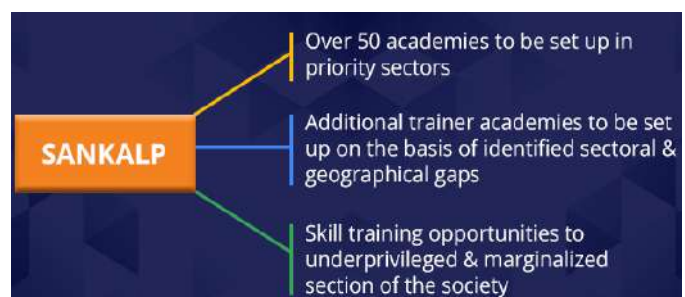 SANKALP
Over 50 academies to be set up in
priority sectors
Additional trainer academies to be set
up on the basis of identified sectoral &
geographical gaps
Skill training opportunities to
underprivileged & marginalized
section of the society